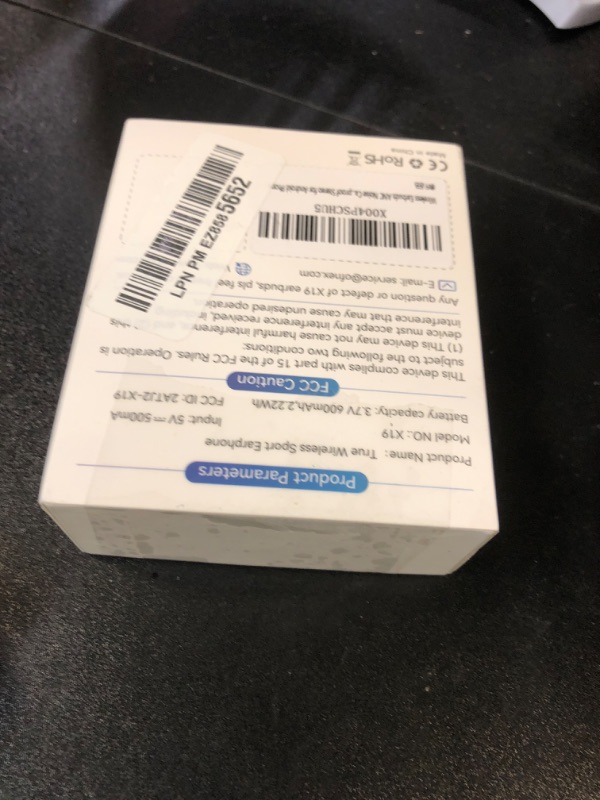 Product Parameters
Product Name: True Wireless Sport Earphone
Model NO.: X19
Input: 5V⎓500mA
Battery capacity: 3.7V 600mAh,2.22Wh
FCC ID: 2ATJ2-X19
FCC Caution
This device complies with part 15 of the FCC Rules. Operation is
subject to the following two conditions:
(1) This device may not cause harmful interferen
device must accept any interference received, i
interference that may cause undesired operati
Any question or defect of X19 earbuds, pls fee
E-mail: service@ofnex.com
X004PSCHU5
LPN PM EZ8685652
CE RoHS
Made in China